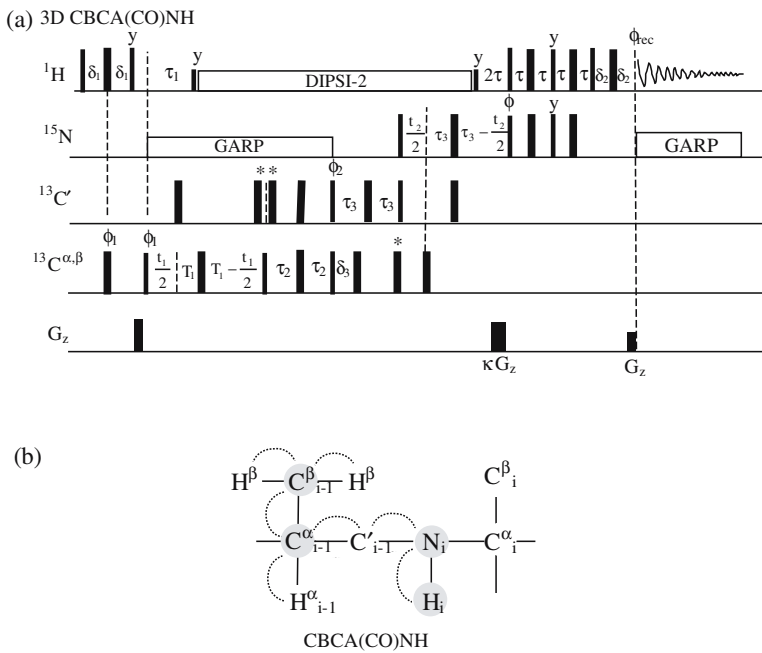 (a) 3D CBCA(CO)NH
y y y y ϕrec
¹H δ₁ δ₁ τ₁ DIPSI-2 2τ τ τ τ τ δ₂ δ₂
ϕ y
¹⁵N GARP t₂/2 τ₃ τ₃ − t₂/2 GARP
* * ϕ₂
¹³C′ τ₃ τ₃
ϕ₁ ϕ₁ *
¹³Cα,β t₁/2 T₁ T₁ − t₁/2 τ₂ τ₂ δ₃
Gz
κGz Gz
(b)
Hβ Cβi-1 Hβ Cβi
Cαi-1 C′i-1 Ni Cαi
Hαi-1 Hi
CBCA(CO)NH